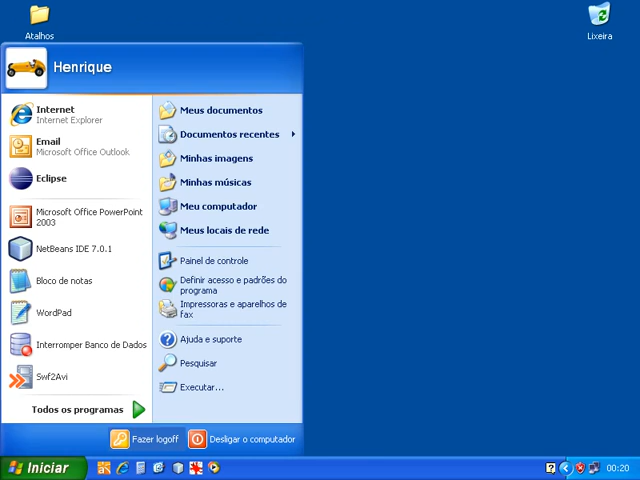 Atalhos
Lixeira
Henrique
Internet
Internet Explorer
Email
Microsoft Office Outlook
Eclipse
Microsoft Office PowerPoint
2003
NetBeans IDE 7.0.1
Bloco de notas
WordPad
Interromper Banco de Dados
Swf2Avi
Todos os programas
Meus documentos
Documentos recentes
Minhas imagens
Minhas músicas
Meu computador
Meus locais de rede
Painel de controle
Definir acesso e padrões do
programa
Impressoras e aparelhos de
fax
Ajuda e suporte
Pesquisar
Executar...
Fazer logoff
Desligar o computador
Iniciar
00:20